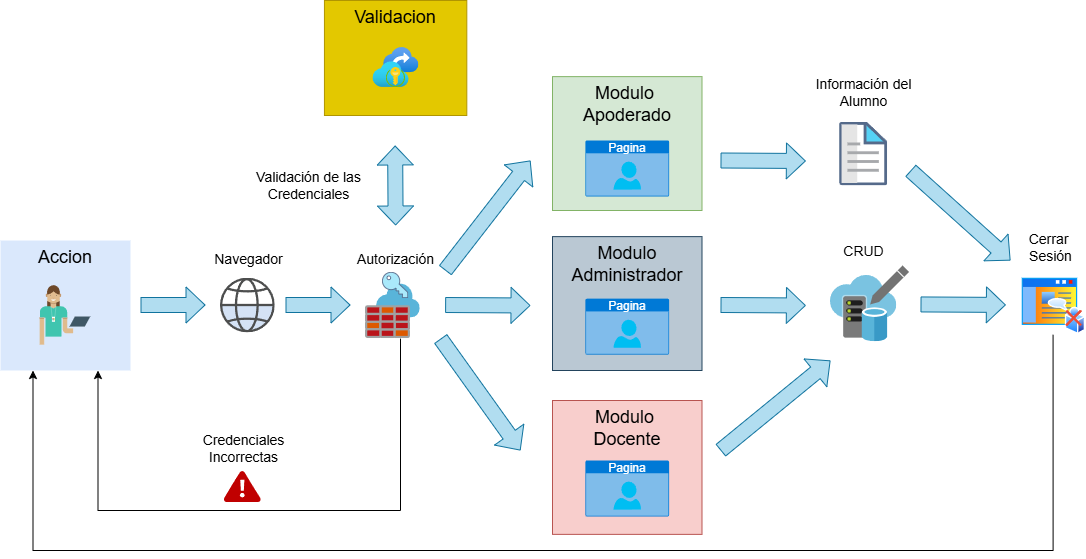 Validacion
Validación de las
Credenciales
Accion
Navegador
Autorización
Credenciales
Incorrectas
Modulo
Apoderado
Pagina
Modulo
Administrador
Pagina
Modulo
Docente
Pagina
Información del
Alumno
CRUD
Cerrar
Sesión